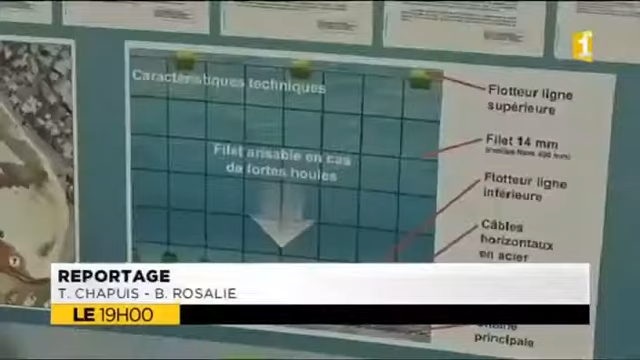 1
Caractéristiques techniques
Flotteur ligne
supérieure
Filet 14 mm
Filet arisable en cas
de fortes houles
Flotteur ligne
inférieure
Câbles
horizontaux
en acier
principale
REPORTAGE
T. CHAPUIS - B. ROSALIE
LE 19H00